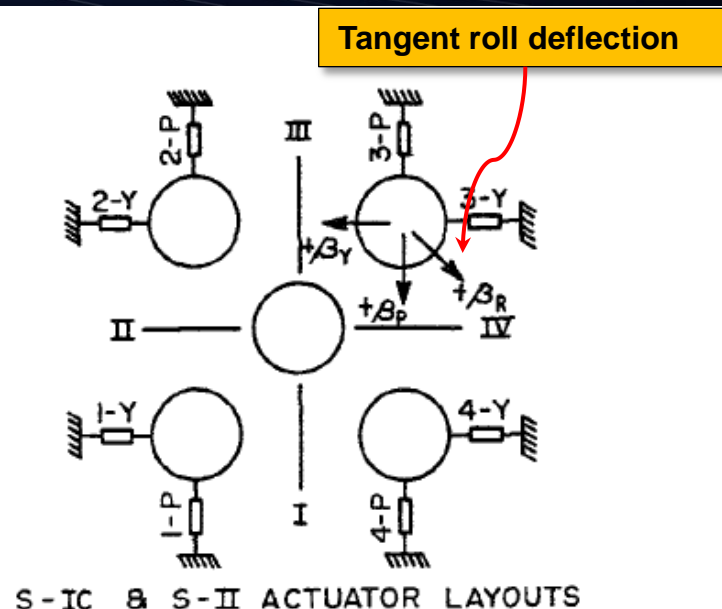 Tangent roll deflection
2-P
III
3-P
2-Y
3-Y
+βY
+βP
+βR
II
IV
1-Y
4-Y
1-P
I
4-P
S-IC & S-II ACTUATOR LAYOUTS